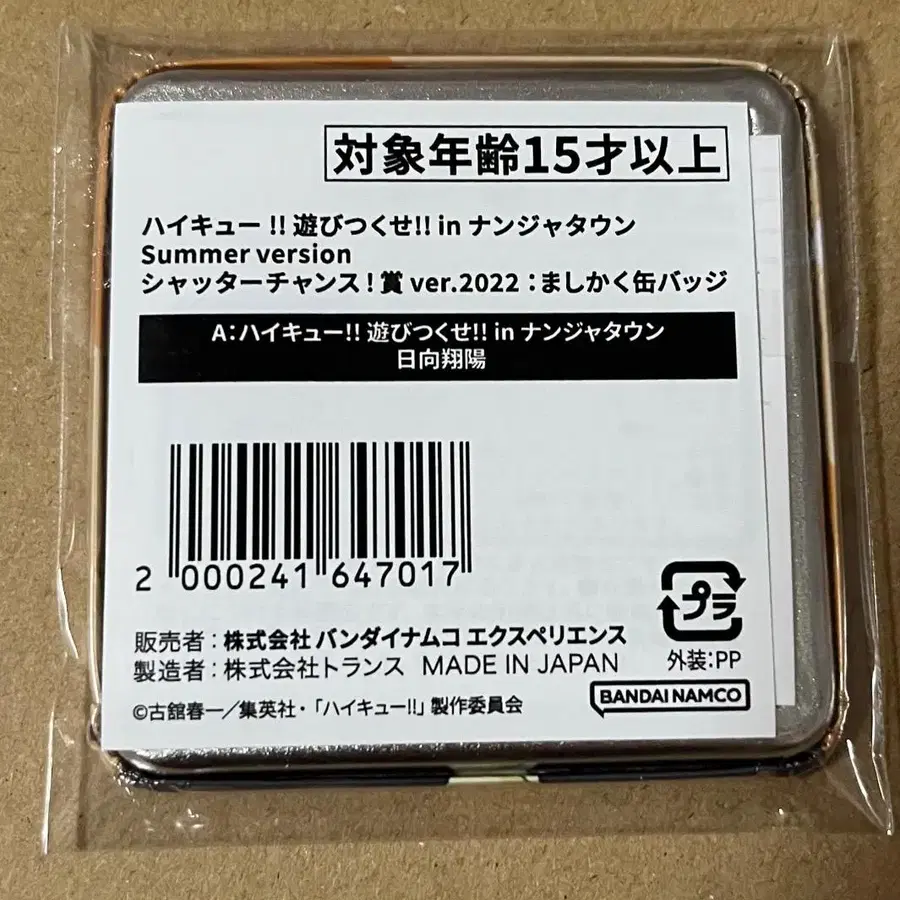 対象年齢15才以上
ハイキュー!! 遊びつくせ!! in ナンジャタウン
Summer version
シャッターチャンス!賞 ver.2022:ましかく缶バッジ
A:ハイキュー!! 遊びつくせ!! in ナンジャタウン
日向翔陽
2 000241 647017
プラ
外装:PP
販売者:株式会社 バンダイナムコ エクスペリエンス
製造者:株式会社トランス MADE IN JAPAN
BANDAI NAMCO
©古舘春一/集英社・「ハイキュー!!」製作委員会